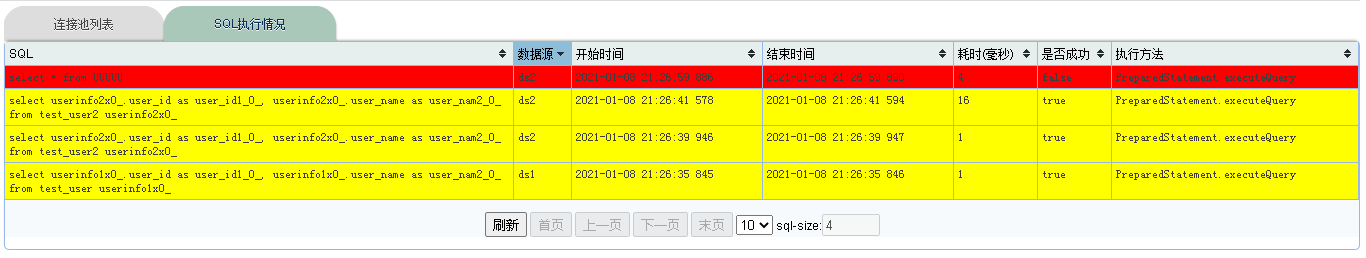 连接池列表 SQL执行情况
SQL 数据源 开始时间 结束时间 耗时(毫秒) 是否成功 执行方法
select * from UUUUU ds2 2021-01-08 21:26:59 886 2021-01-08 21:26:59 4 false PreparedStatement.executeQuery
select userinfo2x0_.user_id as user_id1_0_, userinfo2x0_.user_name as user_nam2_0_ ds2 2021-01-08 21:26:41 578 2021-01-08 21:26:41 594 16 true PreparedStatement.executeQuery
from test_user2 userinfo2x0_
select userinfo2x0_.user_id as user_id1_0_, userinfo2x0_.user_name as user_nam2_0_ ds2 2021-01-08 21:26:39 946 2021-01-08 21:26:39 947 1 true PreparedStatement.executeQuery
from test_user2 userinfo2x0_
select userinfo1x0_.user_id as user_id1_0_, userinfo1x0_.user_name as user_nam2_0_ ds1 2021-01-08 21:26:35 845 2021-01-08 21:26:35 846 1 true PreparedStatement.executeQuery
from test_user userinfo1x0_
刷新 首页 上一页 下一页 末页 10 sql-size: 4